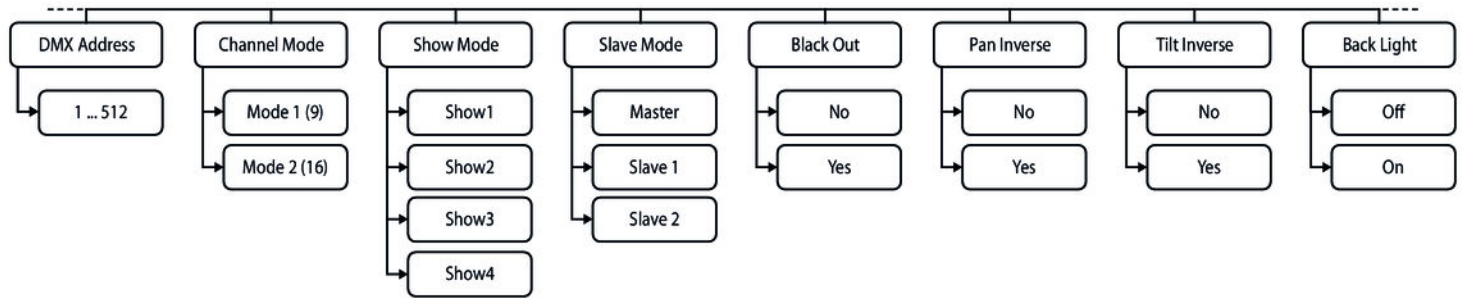 DMX Address
1 ... 512
Channel Mode
Mode 1 (9)
Mode 2 (16)
Show Mode
Show1
Show2
Show3
Show4
Slave Mode
Master
Slave 1
Slave 2
Black Out
No
Yes
Pan Inverse
No
Yes
Tilt Inverse
No
Yes
Back Light
Off
On